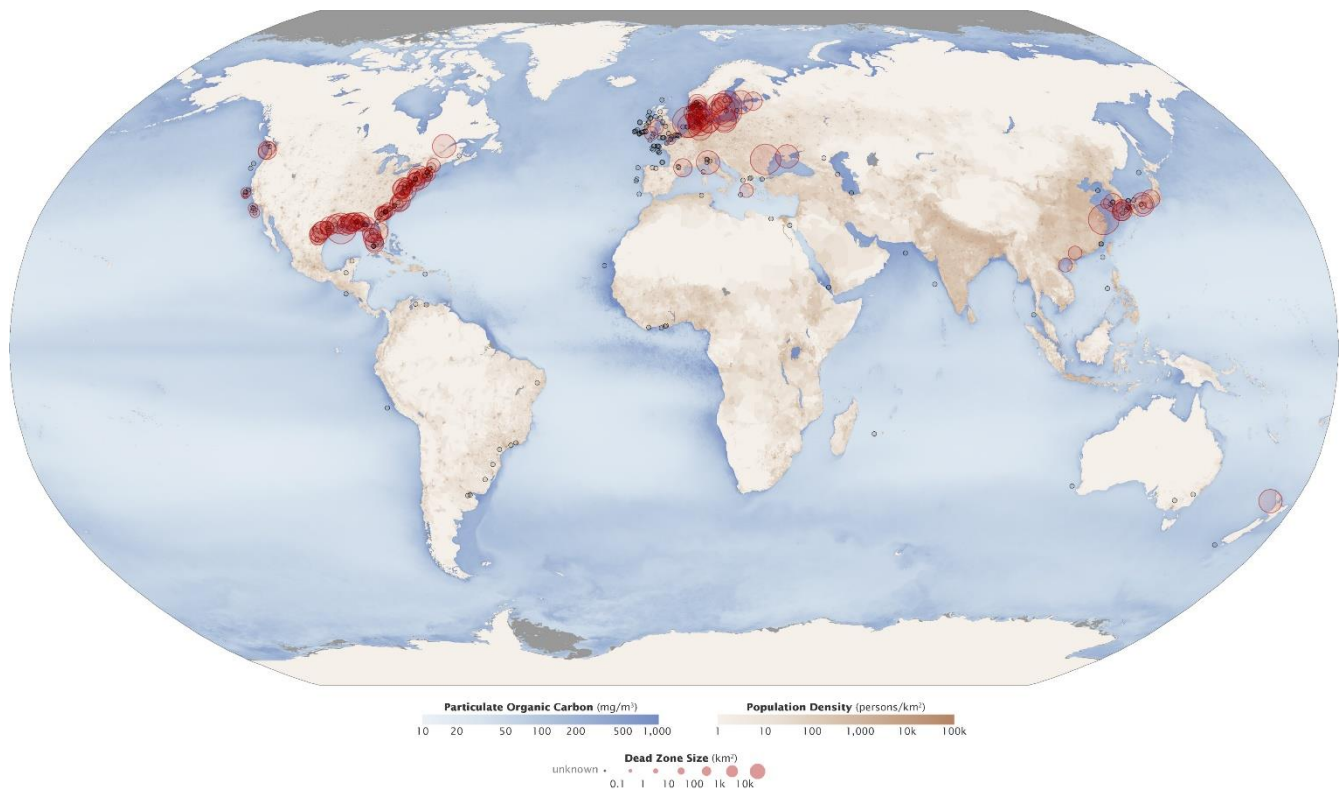 Particulate Organic Carbon (mg/m³)
10 20 50 100 200 500 1,000
Population Density (persons/km²)
1 10 100 1,000 10k 100k
Dead Zone Size (km²)
unknown
0.1 1 10 100 1k 10k